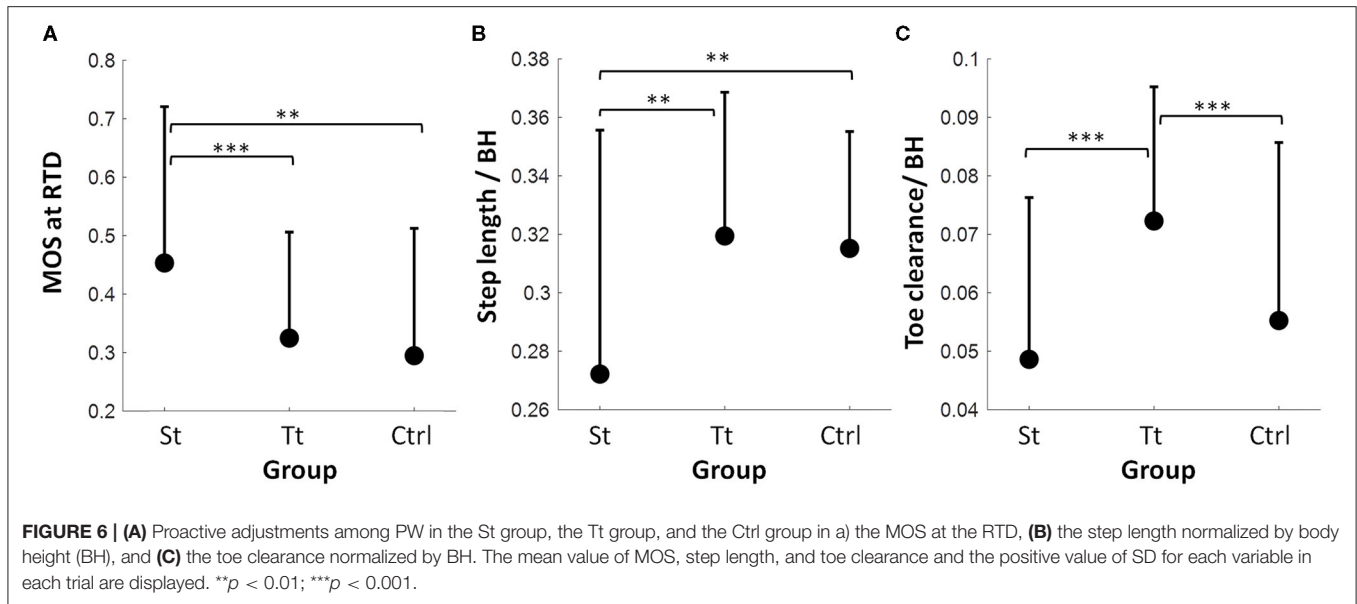 A
0.8
0.7
0.6
0.5
0.4
0.3
0.2
MOS at RTD
**
***
St Tt Ctrl
Group
B
0.38
0.36
0.34
0.32
0.3
0.28
0.26
Step length / BH
**
**
St Tt Ctrl
Group
C
0.1
0.09
0.08
0.07
0.06
0.05
0.04
Toe clearance/ BH
***
***
St Tt Ctrl
Group
FIGURE 6 | (A) Proactive adjustments among PW in the St group, the Tt group, and the Ctrl group in a) the MOS at the RTD, (B) the step length normalized by body
height (BH), and (C) the toe clearance normalized by BH. The mean value of MOS, step length, and toe clearance and the positive value of SD for each variable in
each trial are displayed. **p < 0.01; ***p < 0.001.